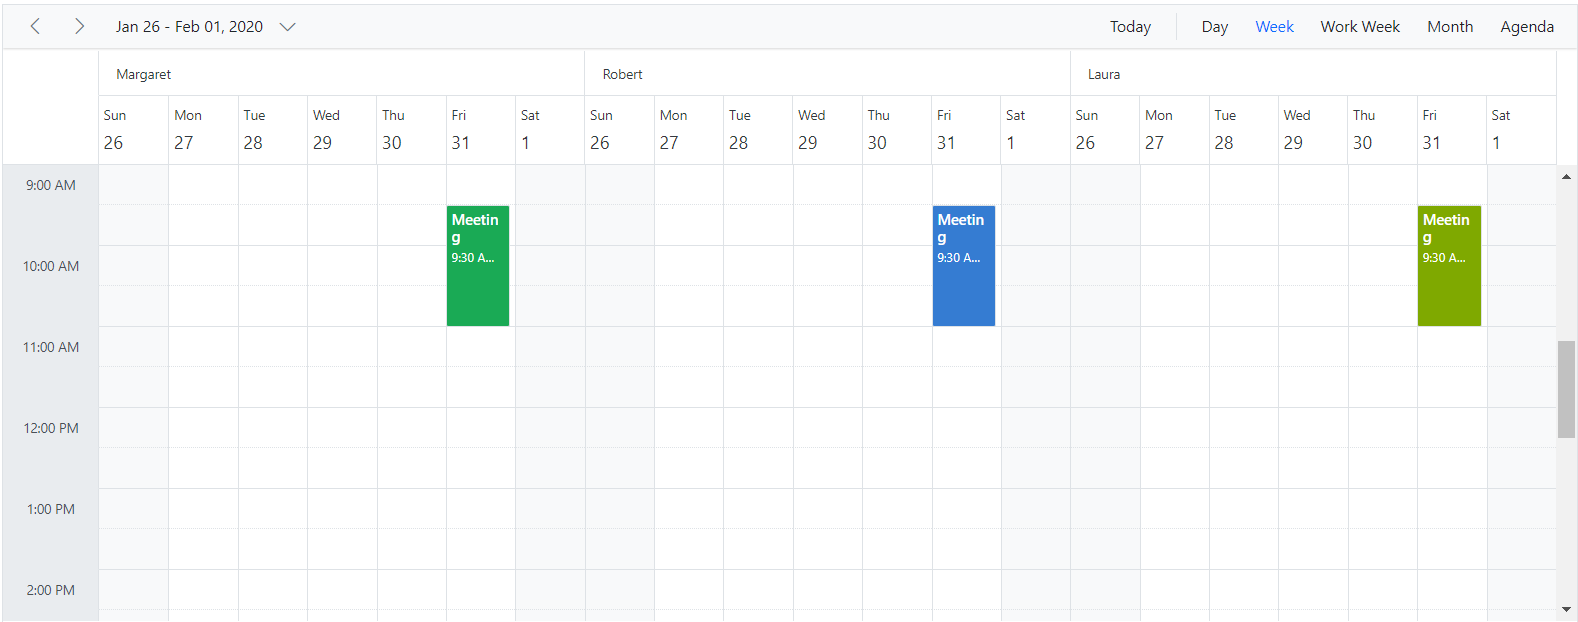 Jan 26 - Feb 01, 2020 Today Day Week Work Week Month Agenda
Margaret Robert Laura
Sun Mon Tue Wed Thu Fri Sat Sun Mon Tue Wed Thu Fri Sat Sun Mon Tue Wed Thu Fri Sat
26 27 28 29 30 31 1 26 27 28 29 30 31 1 26 27 28 29 30 31 1
9:00 AM
Meetin Meetin Meetin
g g g
9:30 A... 9:30 A... 9:30 A...
10:00 AM
11:00 AM
12:00 PM
1:00 PM
2:00 PM